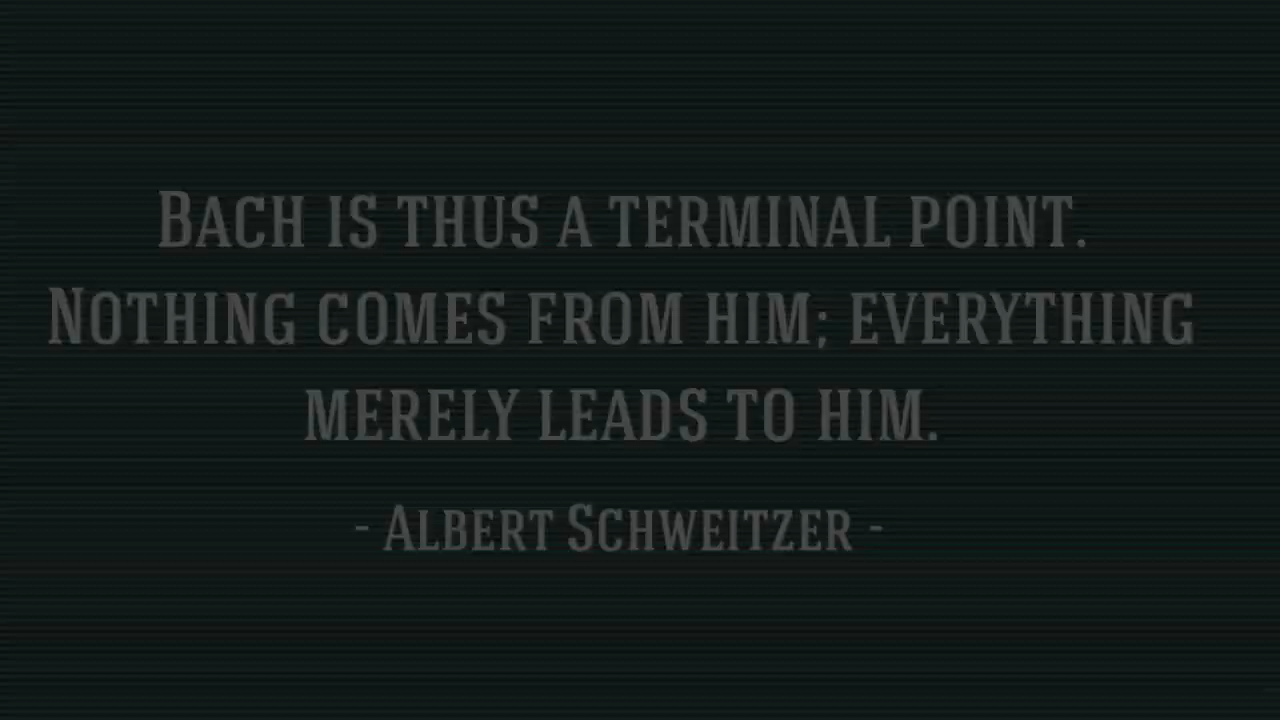 Bach is thus a terminal point.
Nothing comes from him; everything
merely leads to him.
- Albert Schweitzer -